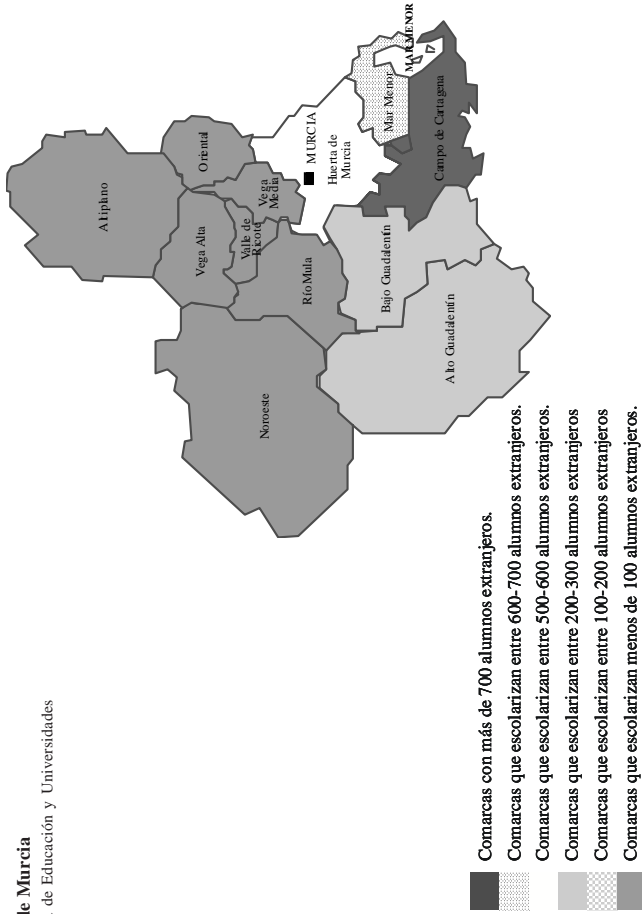 de Murcia
de Educación y Universidades
Altiplano
Oriental
Vega Alta
Valle de
Ricote
Vega
Media
Noroeste
Río Mula
MURCIA
Huerta de
Murcia
Mar Menor
MAR MENOR
Campo de Cartagena
Bajo Guadalentín
Alto Guadalentín
Comarcas con más de 700 alumnos extranjeros.
Comarcas que escolarizan entre 600-700 alumnos extranjeros.
Comarcas que escolarizan entre 500-600 alumnos extranjeros.
Comarcas que escolarizan entre 200-300 alumnos extranjeros
Comarcas que escolarizan entre 100-200 alumnos extranjeros
Comarcas que escolarizan menos de 100 alumnos extranjeros.